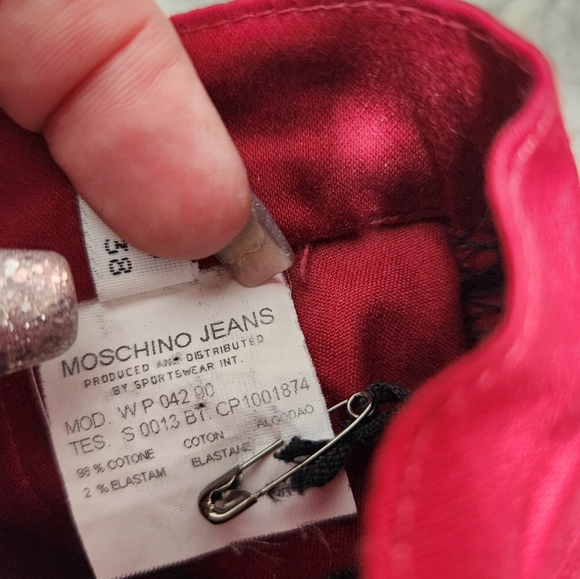 38
MOSCHINO JEANS
PRODUCED AND DISTRIBUTED
BY SPORTSWEAR INT.
MOD. W P 042 00
TES. S 0013 BT. CP1001874
98 % COTONE COTON ALGODAO
2 % ELASTAM ELASTANE